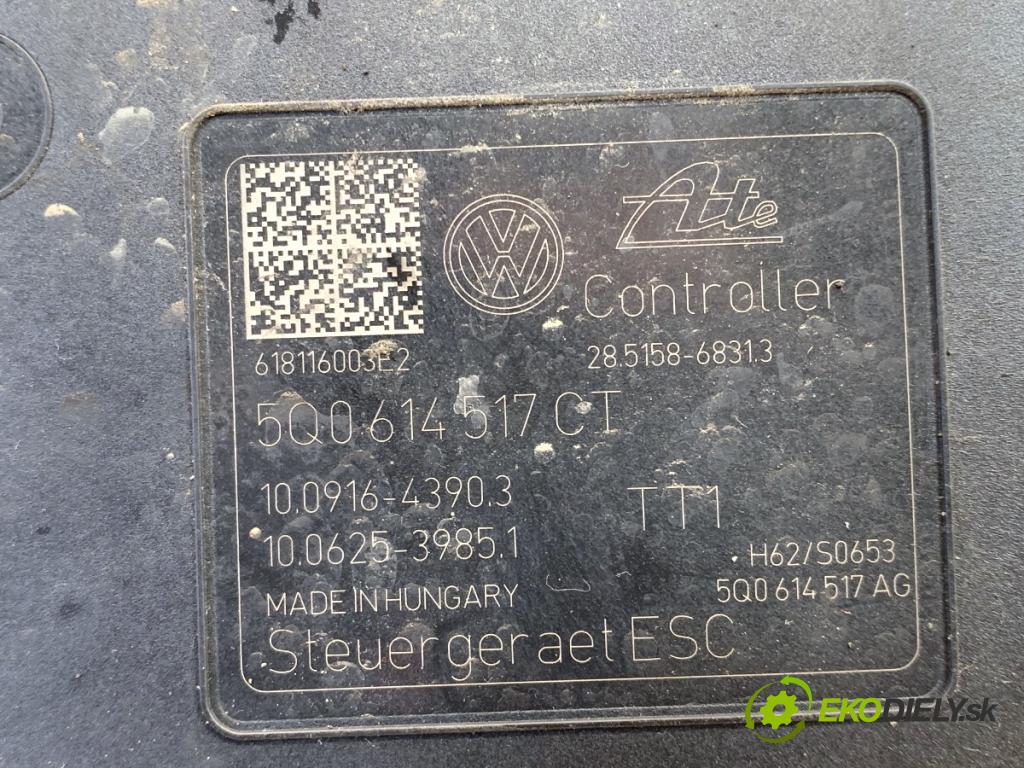 Ate
Controller
618116003E2
28.5158-6831.3
5Q0 614 517 CT
10.0916-4390.3
TT1
10.0625-3985.1
H62/S0653
MADE IN HUNGARY
5Q0 614 517 AG
Steuergeraet ESC
EKODIELY.sk